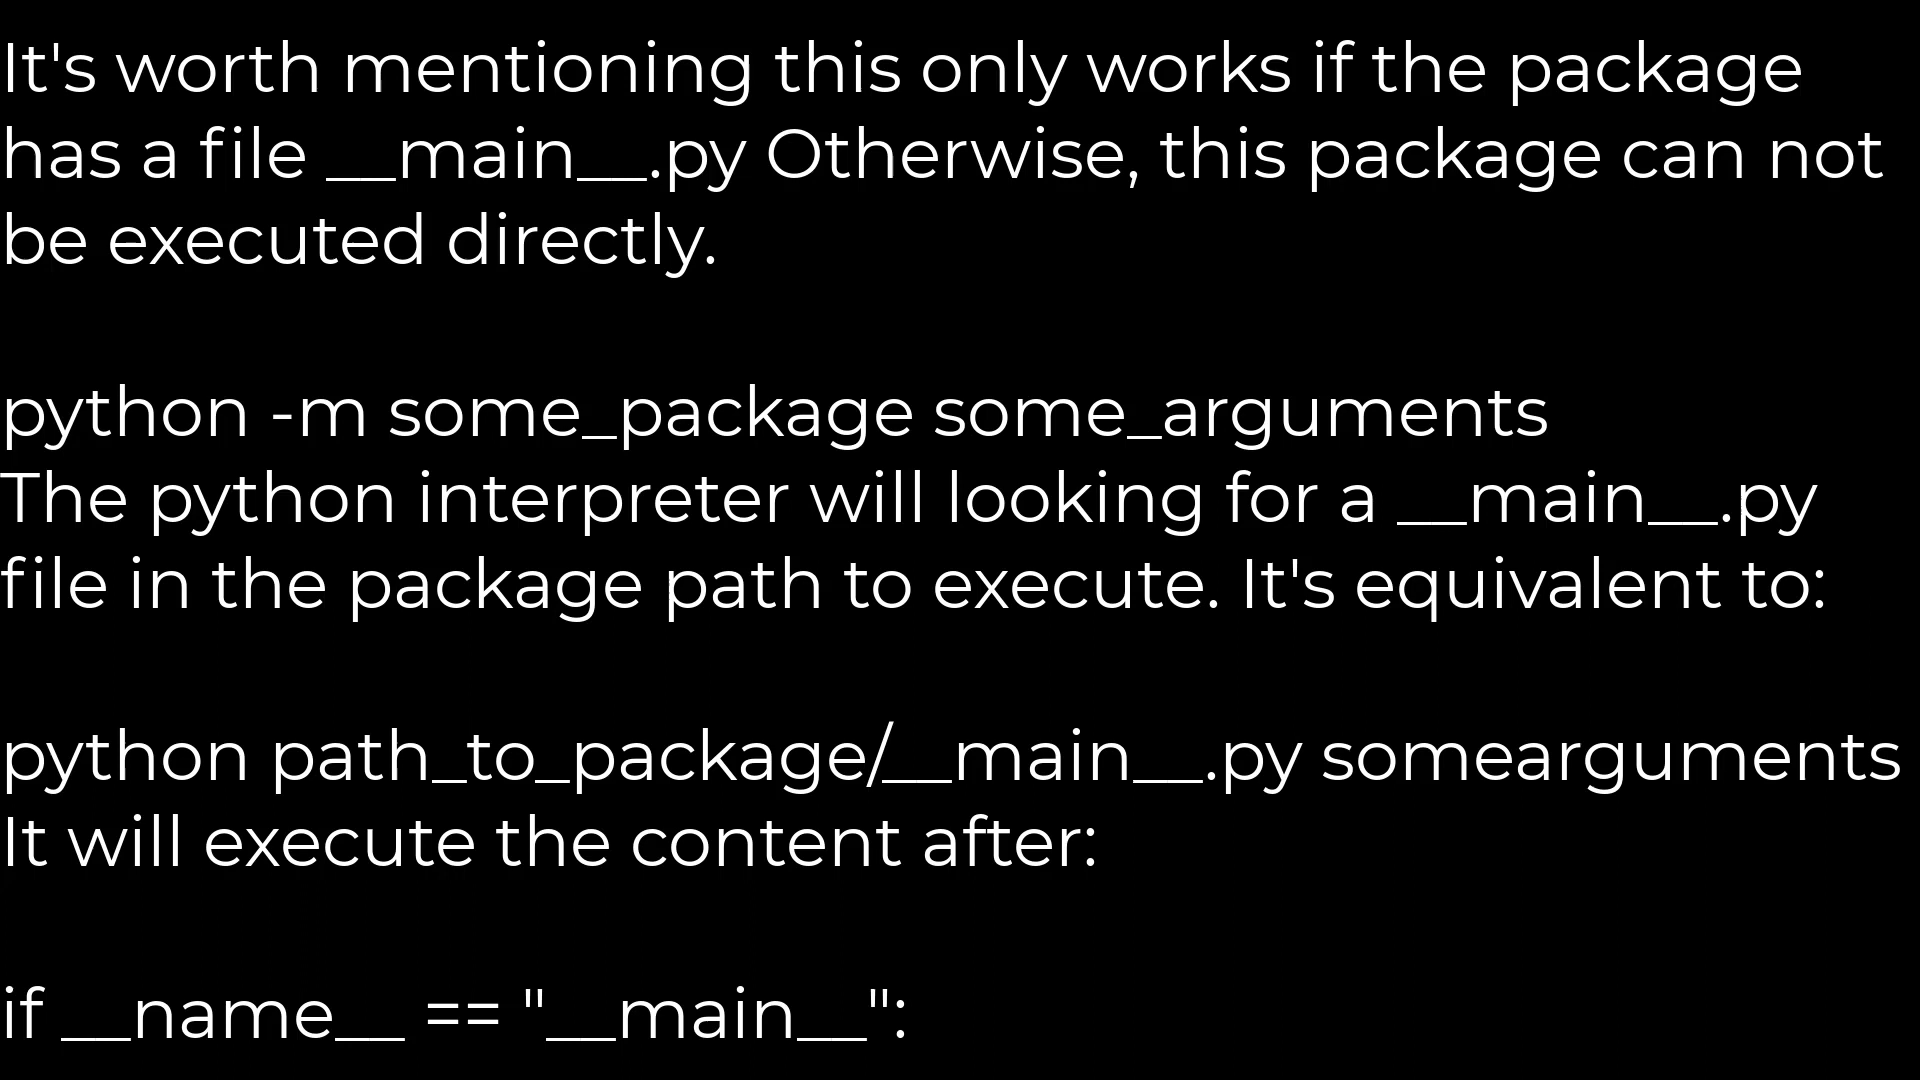 It's worth mentioning this only works if the package
has a file __main__.py Otherwise, this package can not
be executed directly.
python -m some_package some_arguments
The python interpreter will looking for a __main__.py
file in the package path to execute. It's equivalent to:
python path_to_package/__main__.py somearguments
It will execute the content after:
if __name__ == "__main__":